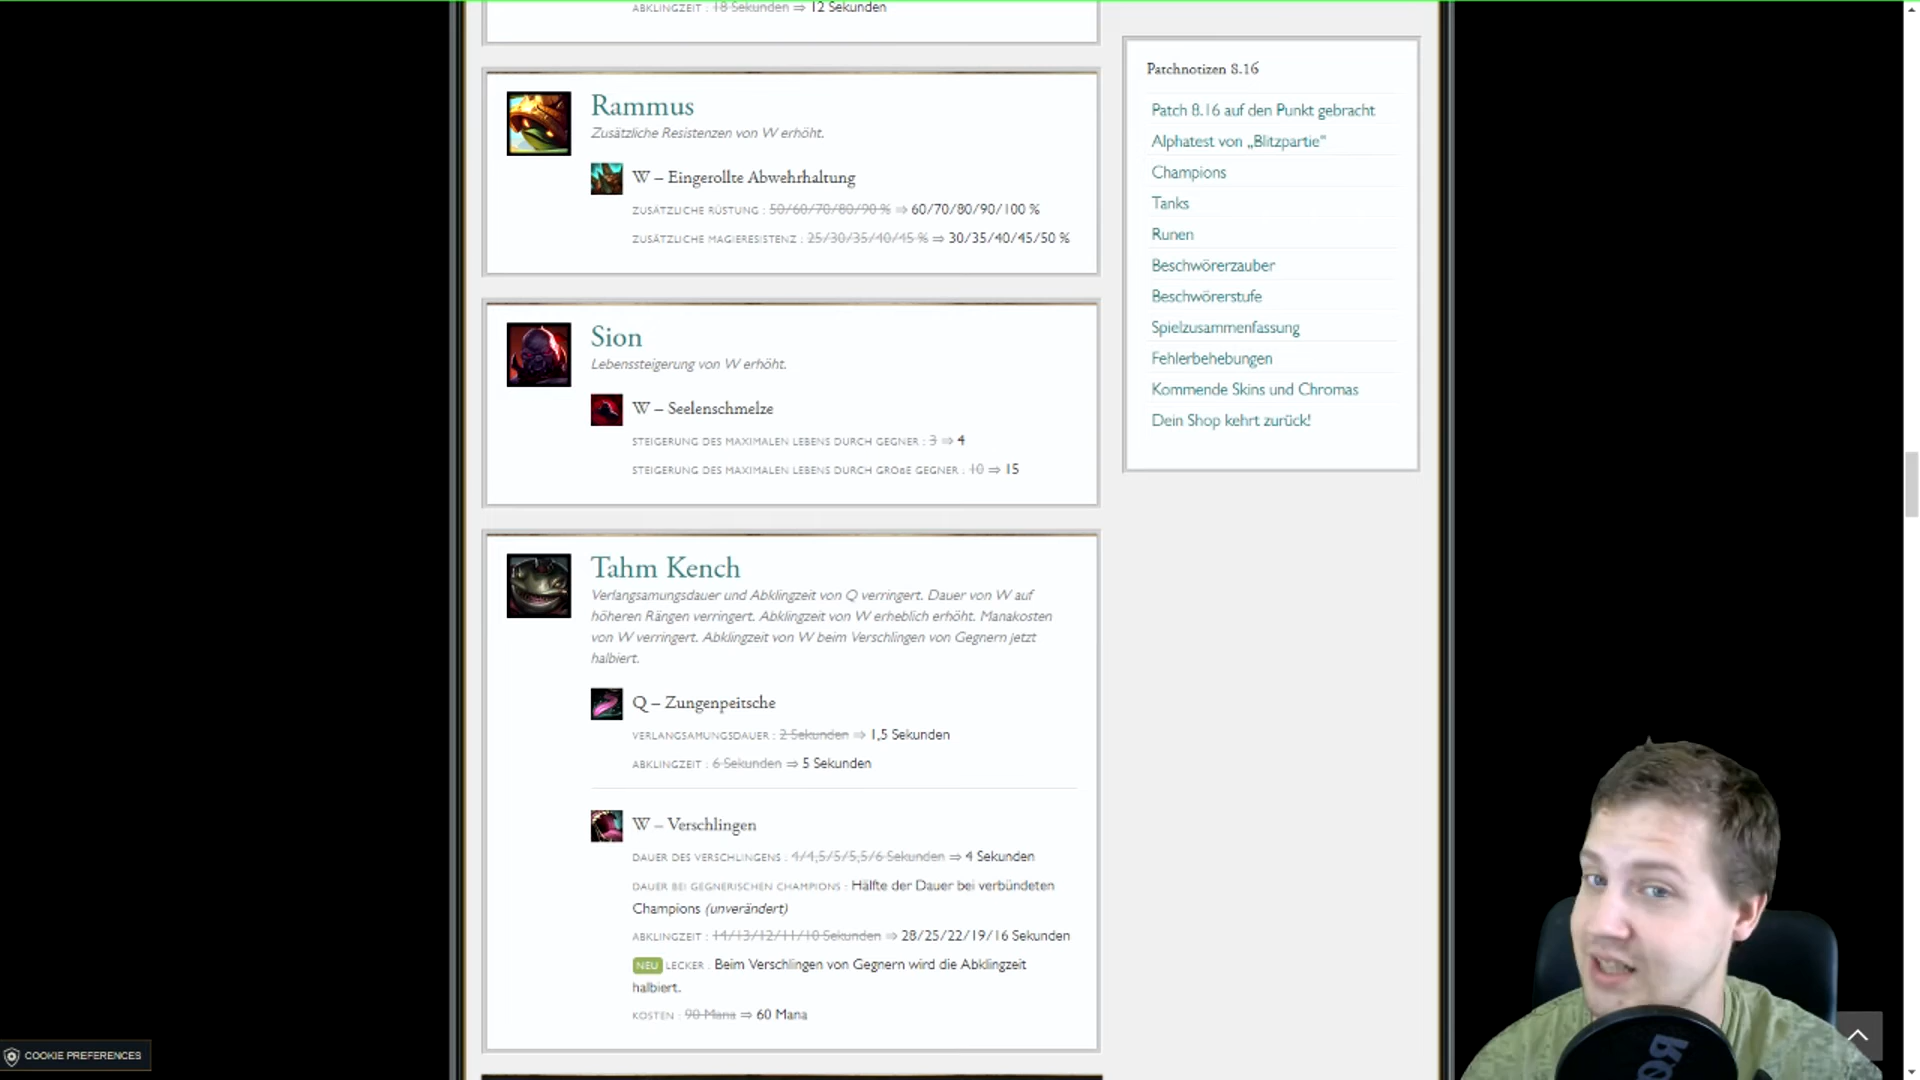 ABKLINGZEIT : 18 Sekunden ⇒ 12 Sekunden
Rammus
Zusätzliche Resistenzen von W erhöht.
W – Eingerollte Abwehrhaltung
ZUSÄTZLICHE RÜSTUNG : 50/60/70/80/90 % ⇒ 60/70/80/90/100 %
ZUSÄTZLICHE MAGIERESISTENZ : 25/30/35/40/45 % ⇒ 30/35/40/45/50 %
Sion
Lebenssteigerung von W erhöht.
W – Seelenschmelze
STEIGERUNG DES MAXIMALEN LEBENS DURCH GEGNER : 3 ⇒ 4
STEIGERUNG DES MAXIMALEN LEBENS DURCH GROßE GEGNER : 10 ⇒ 15
Tahm Kench
Verlangsamungsdauer und Abklingzeit von Q verringert. Dauer von W auf
höheren Rängen verringert. Abklingzeit von W erheblich erhöht. Manakosten
von W verringert. Abklingzeit von W beim Verschlingen von Gegnern jetzt
halbiert.
Q – Zungenpeitsche
VERLANGSAMUNGSDAUER : 2 Sekunden ⇒ 1,5 Sekunden
ABKLINGZEIT : 6 Sekunden ⇒ 5 Sekunden
W – Verschlingen
DAUER DES VERSCHLINGENS : 4/4,5/5/5,5/6 Sekunden ⇒ 4 Sekunden
DAUER BEI GEGNERISCHEN CHAMPIONS : Hälfte der Dauer bei verbündeten
Champions (unverändert)
ABKLINGZEIT : 14/13/12/11/10 Sekunden ⇒ 28/25/22/19/16 Sekunden
NEU LECKER : Beim Verschlingen von Gegnern wird die Abklingzeit
halbiert.
KOSTEN : 90 Mana ⇒ 60 Mana
Patchnotizen 8.16
Patch 8.16 auf den Punkt gebracht
Alphatest von „Blitzpartie“
Champions
Tanks
Runen
Beschwörerzauber
Beschwörerstufe
Spielzusammenfassung
Fehlerbehebungen
Kommende Skins und Chromas
Dein Shop kehrt zurück!
COOKIE PREFERENCES